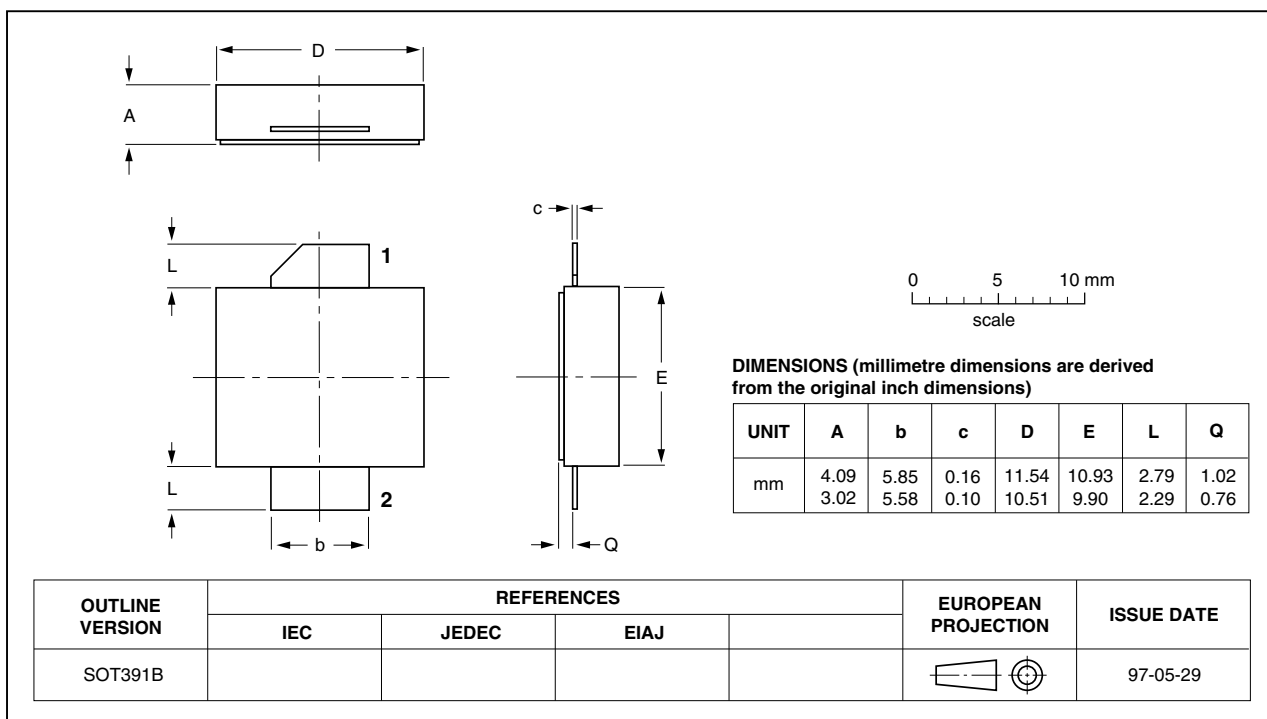 D
A
c
L
1
0 5 10 mm
scale
E
DIMENSIONS (millimetre dimensions are derived
from the original inch dimensions)
UNIT A b c D E L Q
mm 4.09 5.85 0.16 11.54 10.93 2.79 1.02
3.02 5.58 0.10 10.51 9.90 2.29 0.76
L
2
b
Q
OUTLINE VERSION REFERENCES EUROPEAN PROJECTION ISSUE DATE
IEC JEDEC EIAJ
SOT391B 97-05-29